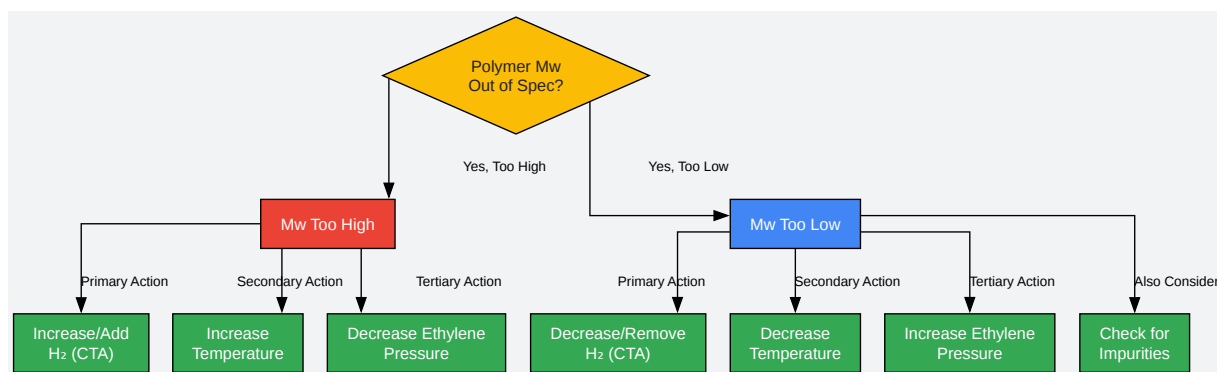 Polymer Mw
Out of Spec?
Yes, Too High
Yes, Too Low
Mw Too High
Mw Too Low
Primary Action
Secondary Action
Tertiary Action
Primary Action
Secondary Action
Tertiary Action
Also Consider
Increase/Add
H₂ (CTA)
Increase
Temperature
Decrease Ethylene
Pressure
Decrease/Remove
H₂ (CTA)
Decrease
Temperature
Increase Ethylene
Pressure
Check for
Impurities